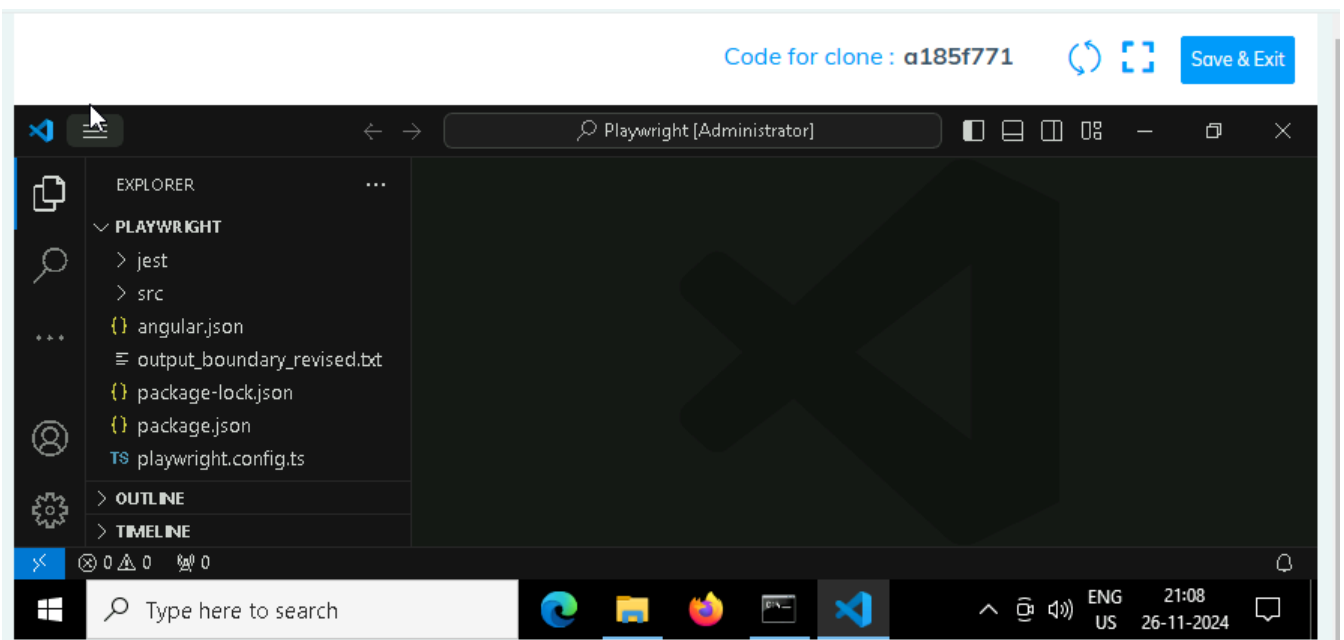 Code for clone : a185f771
Save & Exit
Playwright [Administrator]
EXPLORER
PLAYWRIGHT
jest
src
{} angular.json
output_boundary_revised.txt
{} package-lock.json
{} package.json
TS playwright.config.ts
OUTLINE
TIMELINE
0 0 0
Type here to search
ENG
US
21:08
26-11-2024